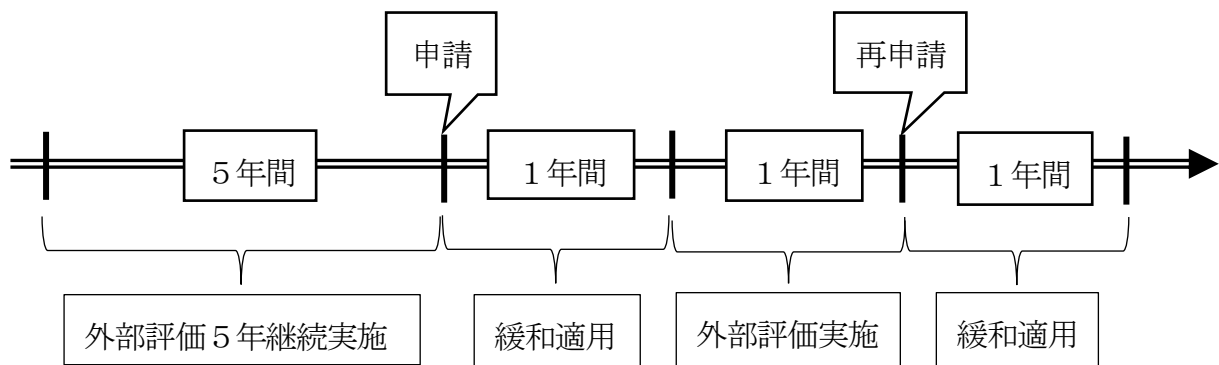 申請
再申請
５年間
１年間
１年間
１年間
外部評価５年継続実施
緩和適用
外部評価実施
緩和適用